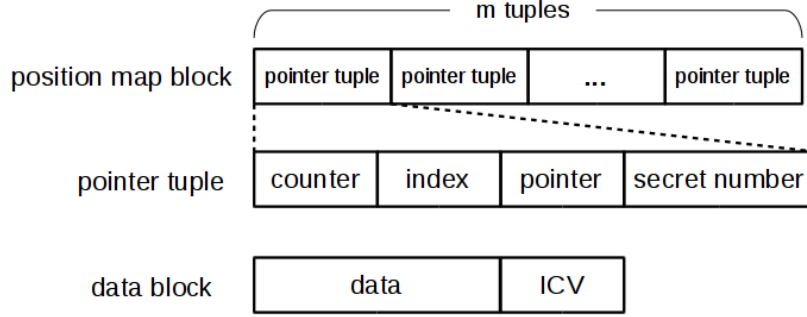 m tuples
position map block pointer tuple pointer tuple ... pointer tuple
pointer tuple counter index pointer secret number
data block data ICV